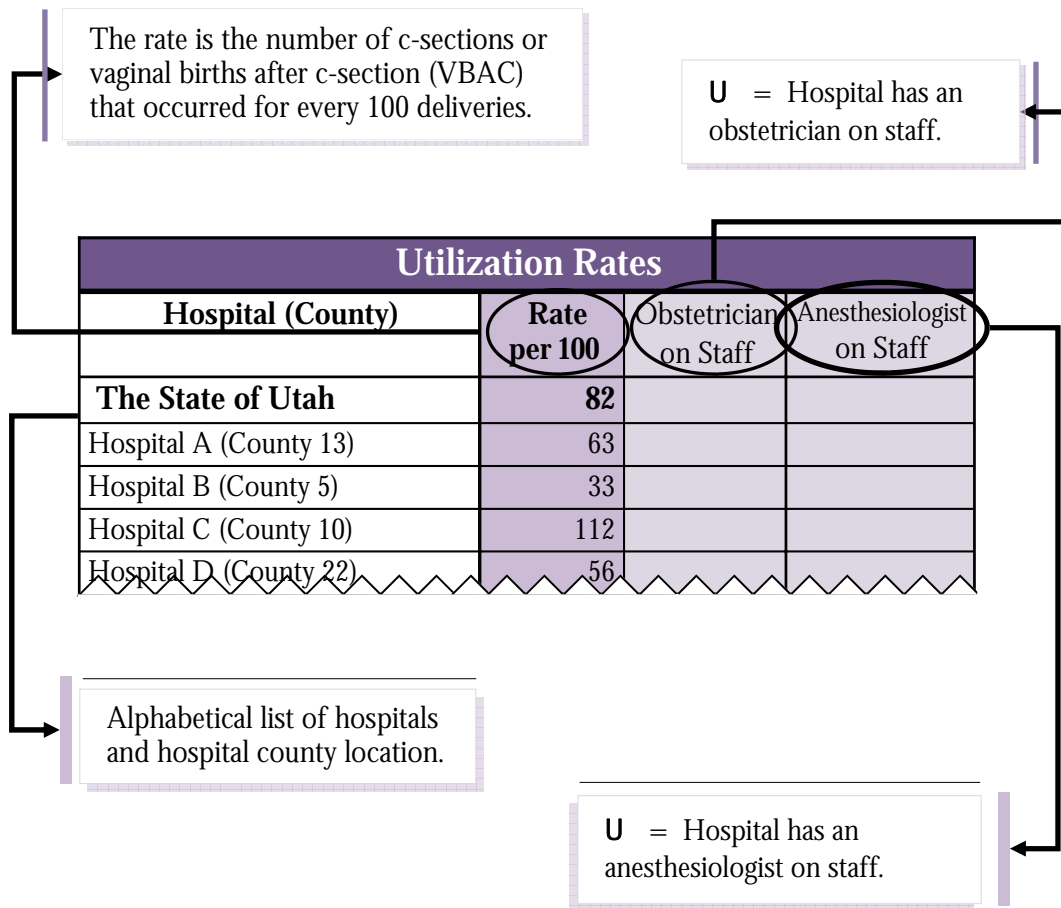 The rate is the number of c-sections or
vaginal births after c-section (VBAC)
that occurred for every 100 deliveries.
U = Hospital has an
obstetrician on staff.
Utilization Rates
Hospital (County)
Rate
per 100
Obstetrician
on Staff
Anesthesiologist
on Staff
The State of Utah 82
Hospital A (County 13) 63
Hospital B (County 5) 33
Hospital C (County 10) 112
Hospital D (County 22) 56
Alphabetical list of hospitals
and hospital county location.
U = Hospital has an
anesthesiologist on staff.